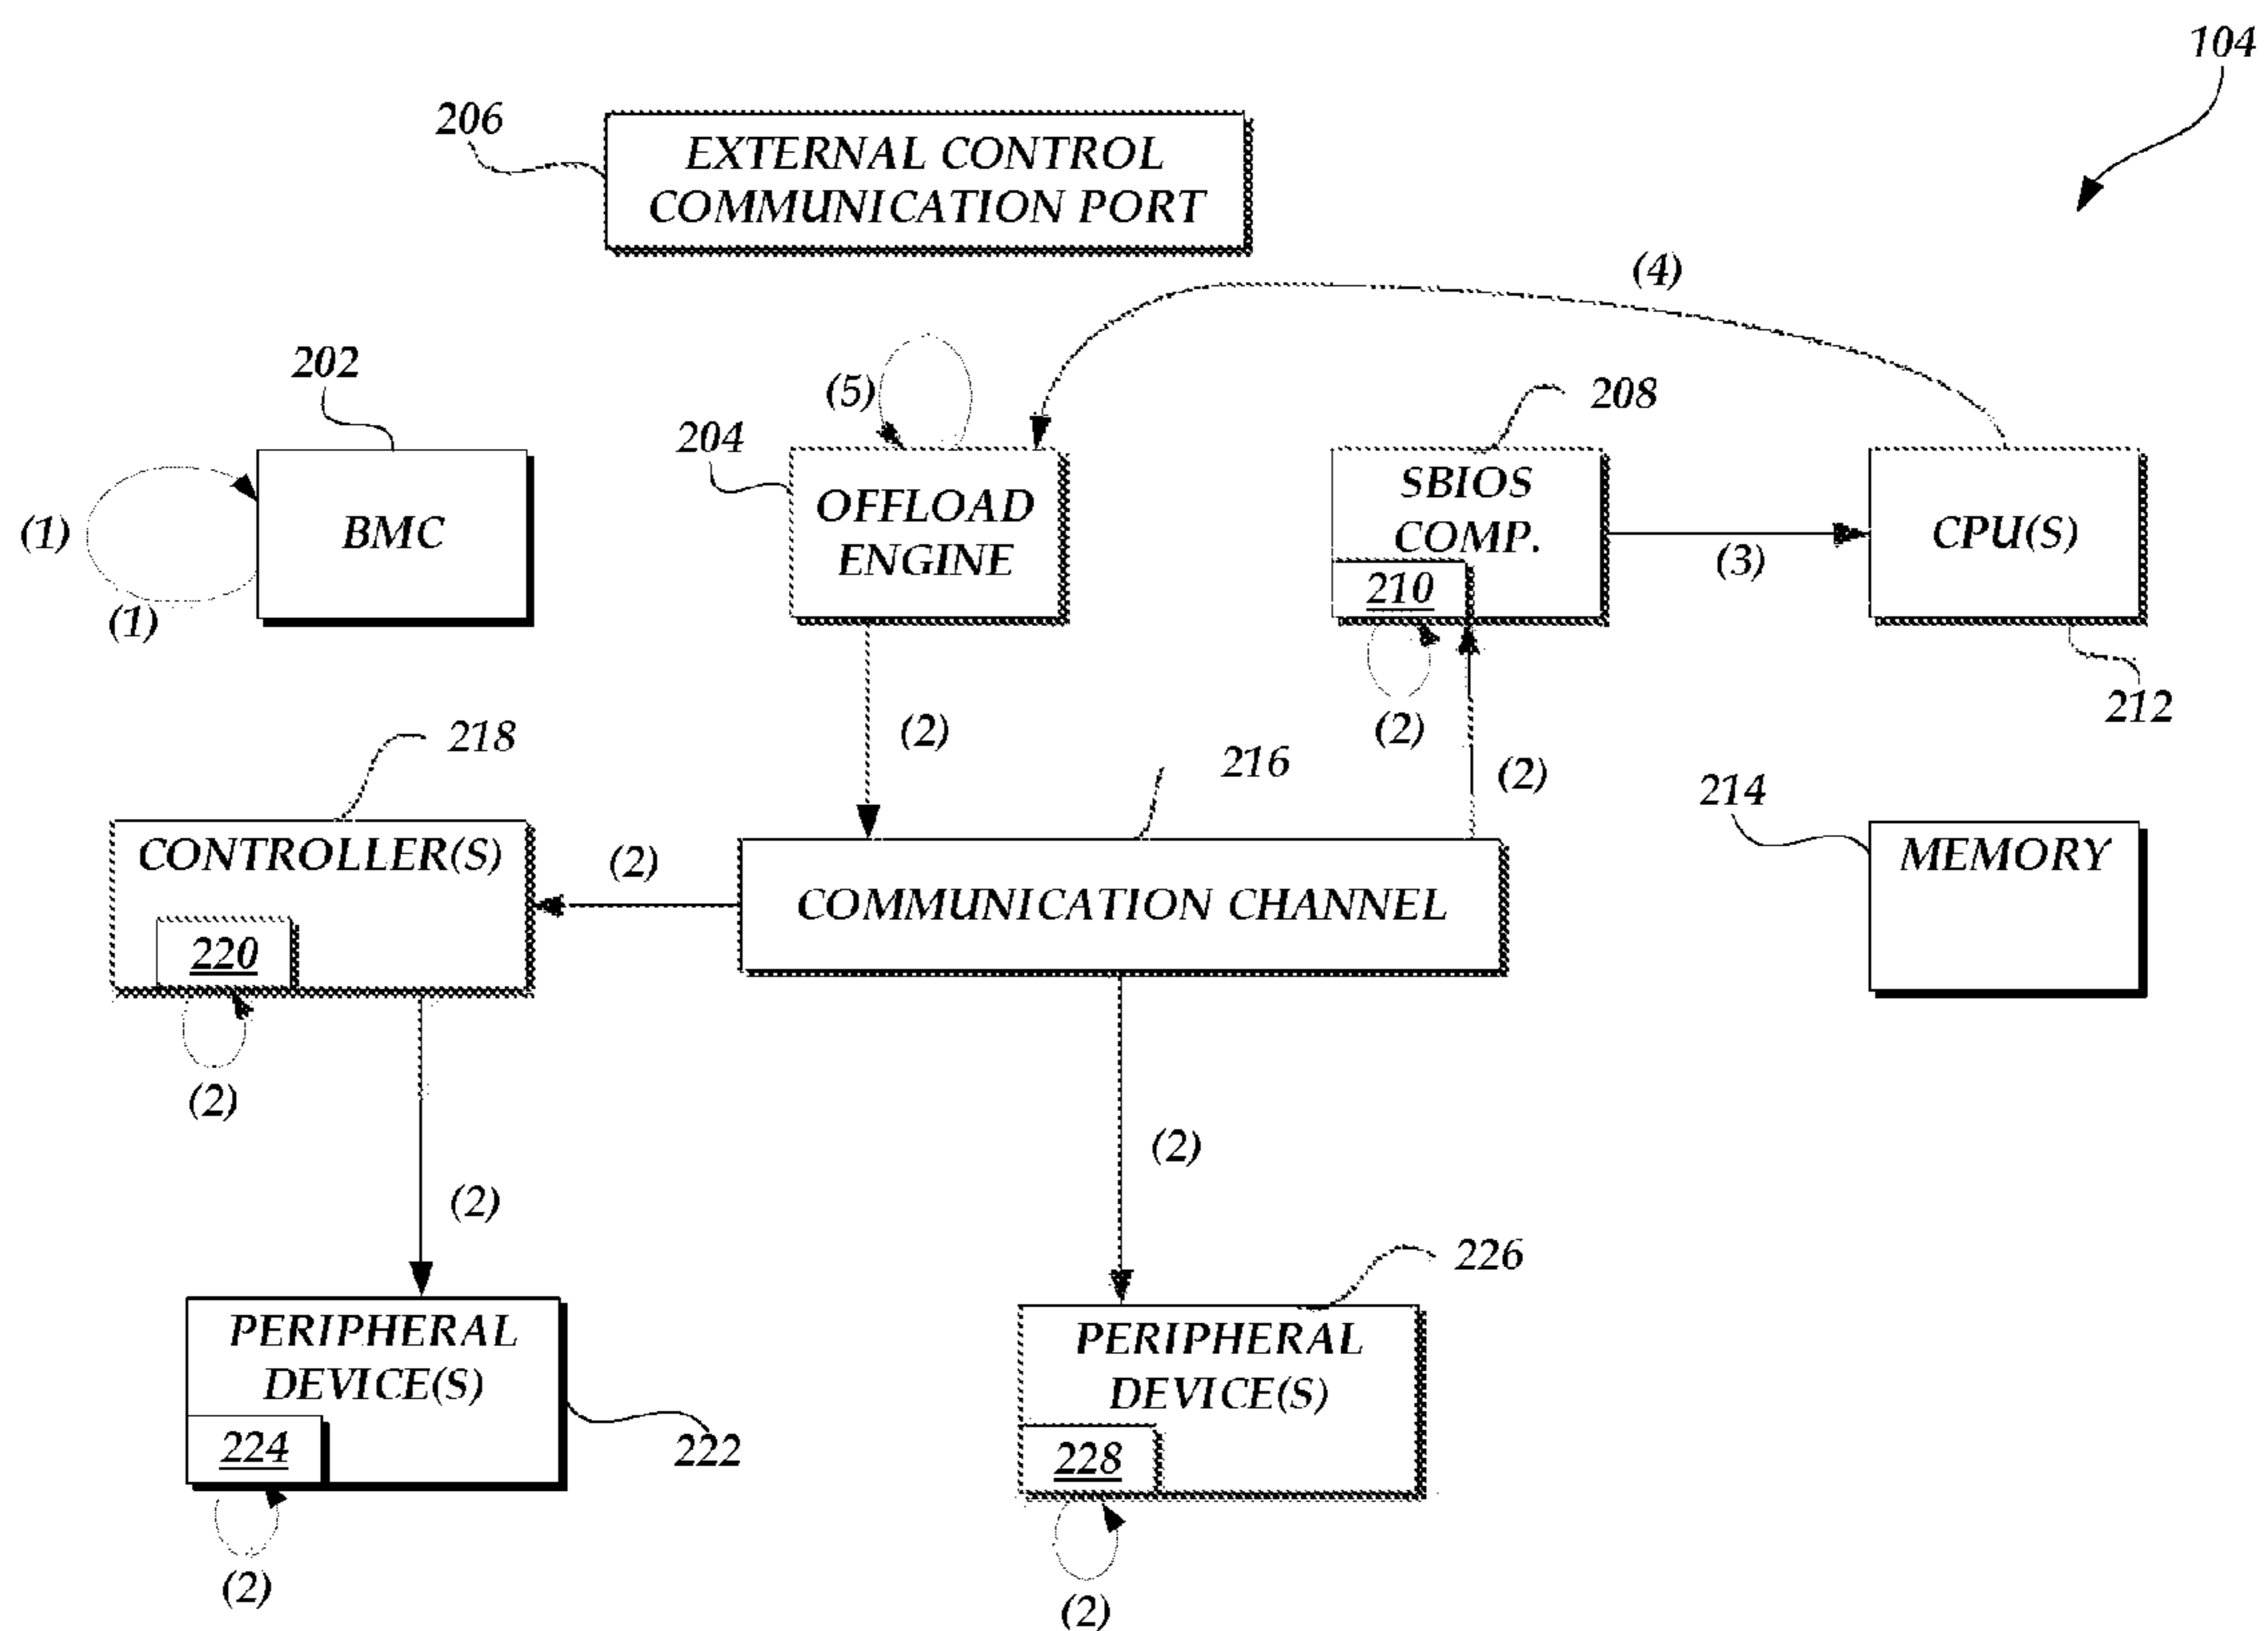 104
206
EXTERNAL CONTROL
COMMUNICATION PORT
(4)
202
(5)
208
204
(1)
BMC
OFFLOAD
ENGINE
SBIOS
COMP.
210
(3)
CPU(S)
(1)
212
(2)
(2)
218
216
(2)
214
CONTROLLER(S)
(2)
COMMUNICATION CHANNEL
MEMORY
220
(2)
(2)
(2)
226
PERIPHERAL
DEVICE(S)
224
222
PERIPHERAL
DEVICE(S)
228
(2)
(2)